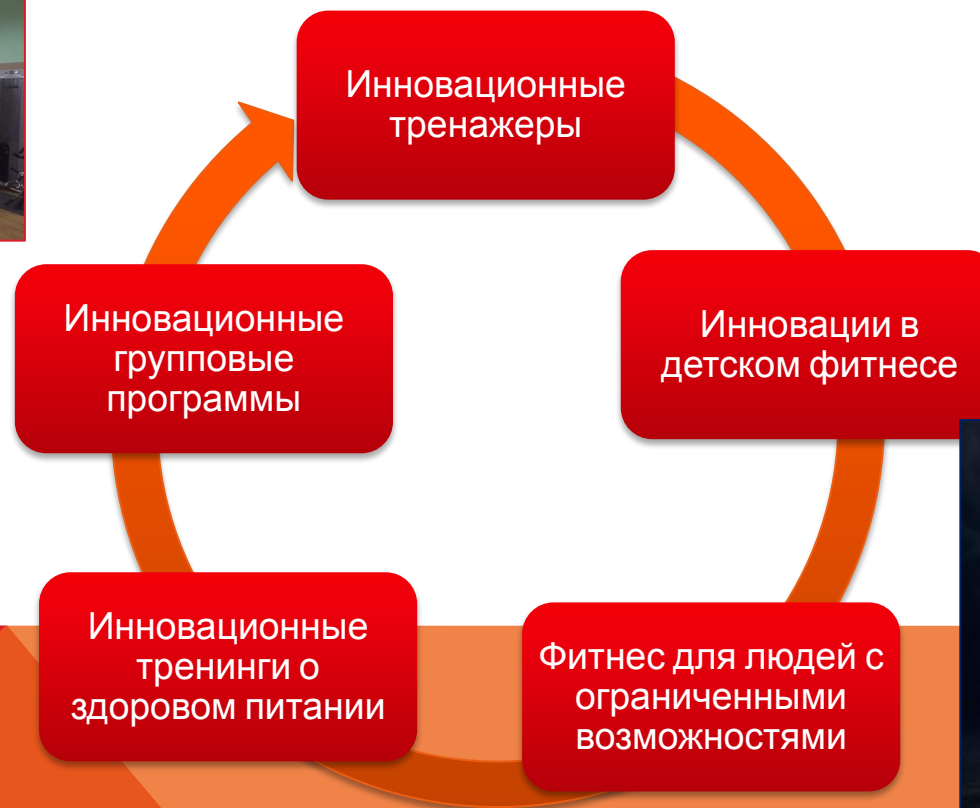 Инновационные
тренажеры
Инновации в
детском фитнесе
Фитнес для людей с
ограниченными
возможностями
Инновационные
тренинги о
здоровом питании
Инновационные
групповые
программы